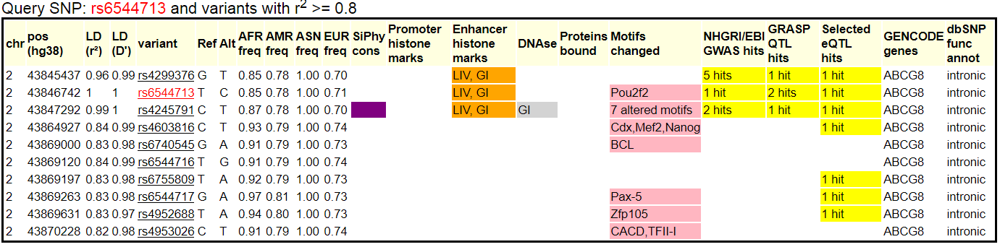 Query SNP: rs6544713 and variants with r² >= 0.8
chr pos (hg38) LD (r²) LD (D') variant Ref Alt AFR freq AMR freq ASN freq EUR freq SiPhy cons Promoter histone marks Enhancer histone marks DNAse Proteins bound Motifs changed NHGRI/EBI GWAS hits GRASP QTL hits Selected eQTL hits GENCODE genes dbSNP func annot
2 43845437 0.96 0.99 rs4299376 G T 0.85 0.78 1.00 0.70 LIV, GI 5 hits 1 hit 1 hit ABCG8 intronic
2 43846742 1 1 rs6544713 T C 0.85 0.78 1.00 0.71 LIV, GI Pou2f2 1 hit 2 hits 1 hit ABCG8 intronic
2 43847292 0.99 1 rs4245791 C T 0.87 0.78 1.00 0.70 LIV, GI GI 7 altered motifs 2 hits 1 hit 1 hit ABCG8 intronic
2 43864927 0.84 0.99 rs4603816 C T 0.93 0.79 1.00 0.74 Cdx,Mef2,Nanog 1 hit ABCG8 intronic
2 43869000 0.83 0.98 rs6740545 G A 0.91 0.79 1.00 0.73 BCL ABCG8 intronic
2 43869120 0.84 0.99 rs6544716 T G 0.91 0.79 1.00 0.74 ABCG8 intronic
2 43869197 0.83 0.98 rs6755809 T A 0.92 0.79 1.00 0.73 1 hit ABCG8 intronic
2 43869263 0.83 0.98 rs6544717 G A 0.97 0.81 1.00 0.73 Pax-5 1 hit ABCG8 intronic
2 43869631 0.83 0.97 rs4952688 T A 0.94 0.80 1.00 0.73 Zfp105 1 hit ABCG8 intronic
2 43870228 0.82 0.98 rs4953026 C T 0.91 0.79 1.00 0.74 CACD,TFII-I ABCG8 intronic